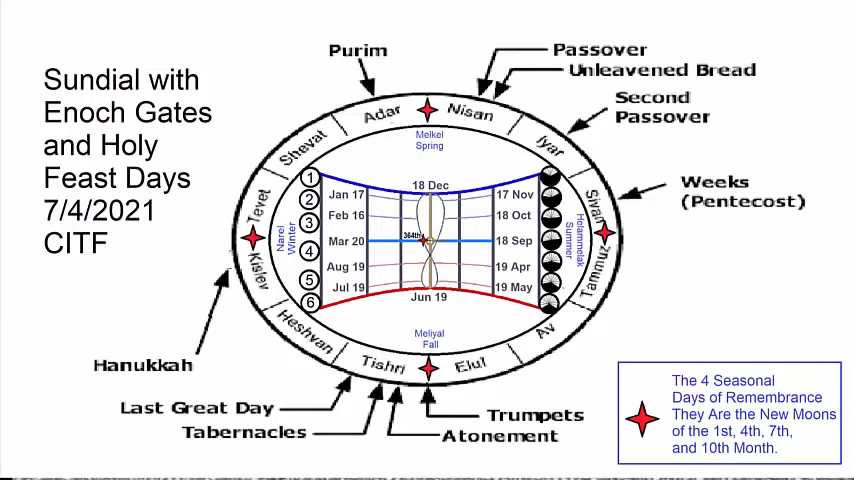 Sundial with
Enoch Gates
and Holy
Feast Days
7/4/2021
CITF
Purim
Passover
Unleavened Bread
Second
Passover
Weeks
(Pentecost)
Adar
Nisan
Iyar
Sivan
Tammuz
Av
Elul
Tishri
Heshvan
Kislev
Tevet
Shevat
Melkel
Spring
Narel
Winter
Helammelak
Summer
Meliyal
Fall
1
2
3
4
5
6
18 Dec
Jan 17
17 Nov
Feb 16
18 Oct
364th
Mar 20
18 Sep
Aug 19
19 Apr
Jul 19
19 May
Jun 19
Hanukkah
Last Great Day
Tabernacles
Trumpets
Atonement
The 4 Seasonal
Days of Remembrance
They Are the New Moons
of the 1st, 4th, 7th,
and 10th Month.